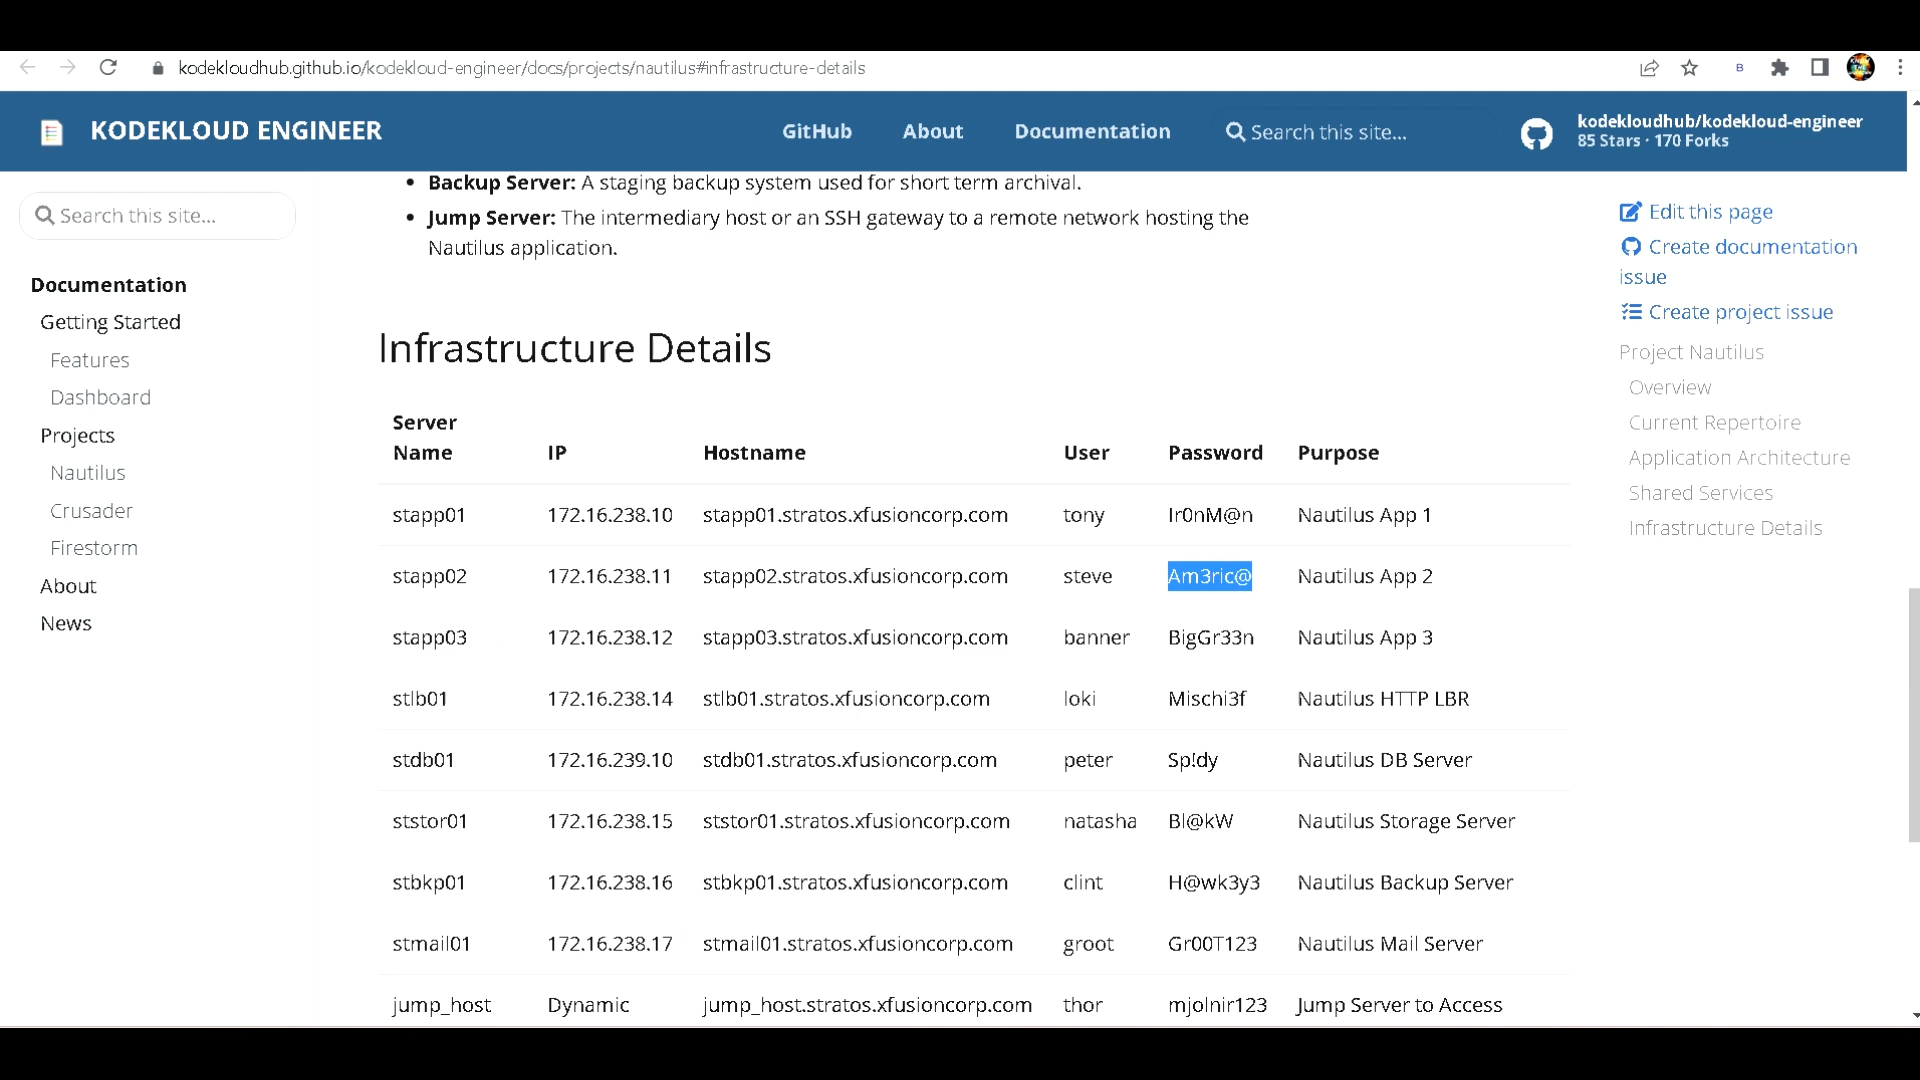 kodekloudhub.github.io/kodekloud-engineer/docs/projects/nautilus#infrastructure-details
B
KODEKLOUD ENGINEER
GitHub
About
Documentation
Search this site...
kodekloudhub/kodekloud-engineer
85 Stars · 170 Forks
Search this site...
Documentation
Getting Started
Features
Dashboard
Projects
Nautilus
Crusader
Firestorm
About
News
• Backup Server: A staging backup system used for short term archival.
• Jump Server: The intermediary host or an SSH gateway to a remote network hosting the
Nautilus application.
Infrastructure Details
Server
Name IP Hostname User Password Purpose
stapp01 172.16.238.10 stapp01.stratos.xfusioncorp.com tony Ir0nM@n Nautilus App 1
stapp02 172.16.238.11 stapp02.stratos.xfusioncorp.com steve Am3ric@ Nautilus App 2
stapp03 172.16.238.12 stapp03.stratos.xfusioncorp.com banner BigGr33n Nautilus App 3
stlb01 172.16.238.14 stlb01.stratos.xfusioncorp.com loki Mischi3f Nautilus HTTP LBR
stdb01 172.16.239.10 stdb01.stratos.xfusioncorp.com peter Sp!dy Nautilus DB Server
ststor01 172.16.238.15 ststor01.stratos.xfusioncorp.com natasha Bl@kW Nautilus Storage Server
stbkp01 172.16.238.16 stbkp01.stratos.xfusioncorp.com clint H@wk3y3 Nautilus Backup Server
stmail01 172.16.238.17 stmail01.stratos.xfusioncorp.com groot Gr00T123 Nautilus Mail Server
jump_host Dynamic jump_host.stratos.xfusioncorp.com thor mjolnir123 Jump Server to Access
Edit this page
Create documentation
issue
Create project issue
Project Nautilus
Overview
Current Repertoire
Application Architecture
Shared Services
Infrastructure Details